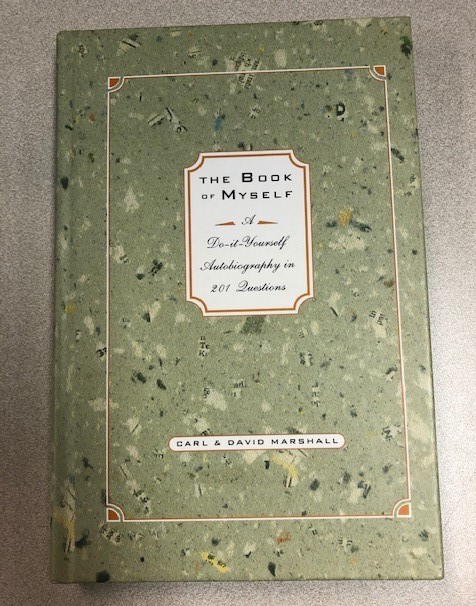 THE BOOK
OF MYSELF
A
Do-it-Yourself
Autobiography in
201 Questions
CARL & DAVID MARSHALL